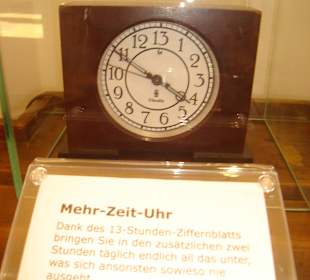 12 13 1
11 2
10 3
9 4
8 5
7 6
Mehr-Zeit-Uhr
Dank des 13-Stunden-Ziffernblatts
bringen Sie in den zusätzlichen zwei
Stunden täglich endlich all das unter,
was sich ansonsten sowieso nie
ausgeht